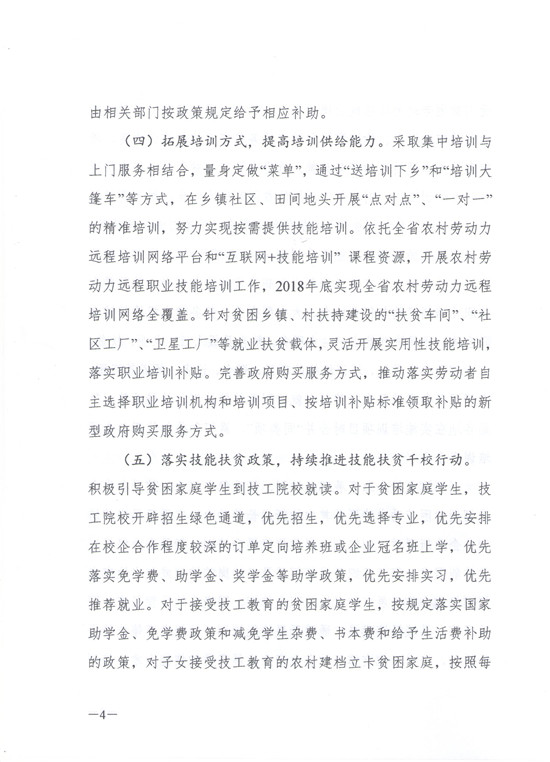 由相关部门按政策规定给予相应补助。
（四）拓展培训方式，提高培训供给能力。采取集中培训与
上门服务相结合，量身定做“菜单”，通过“送培训下乡”和“培训大
篷车”等方式，在乡镇社区、田间地头开展“点对点”、“一对一”
的精准培训，努力实现按需提供技能培训。依托全省农村劳动力
远程培训网络平台和“互联网+技能培训” 课程资源，开展农村劳
动力远程职业技能培训工作，2018年底实现全省农村劳动力远程
培训网络全覆盖。针对贫困乡镇、村扶持建设的“扶贫车间”、“社
区工厂”、“卫星工厂”等就业扶贫载体，灵活开展实用性技能培训，
落实职业培训补贴。完善政府购买服务方式，推动落实劳动者自
主选择职业培训机构和培训项目、按培训补贴标准领取补贴的新
型政府购买服务方式。
（五）落实技能扶贫政策，持续推进技能扶贫千校行动。
积极引导贫困家庭学生到技工院校就读。对于贫困家庭学生，技
工院校开辟招生绿色通道，优先招生，优先选择专业，优先安排
在校企合作程度较深的订单定向培养班或企业冠名班上学，优先
落实免学费、助学金、奖学金等助学政策，优先安排实习，优先
推荐就业。对于接受技工教育的贫困家庭学生，按规定落实国家
助学金、免学费政策和减免学生杂费、书本费和给予生活费补助
的政策，对子女接受技工教育的农村建档立卡贫困家庭，按照每
—4—